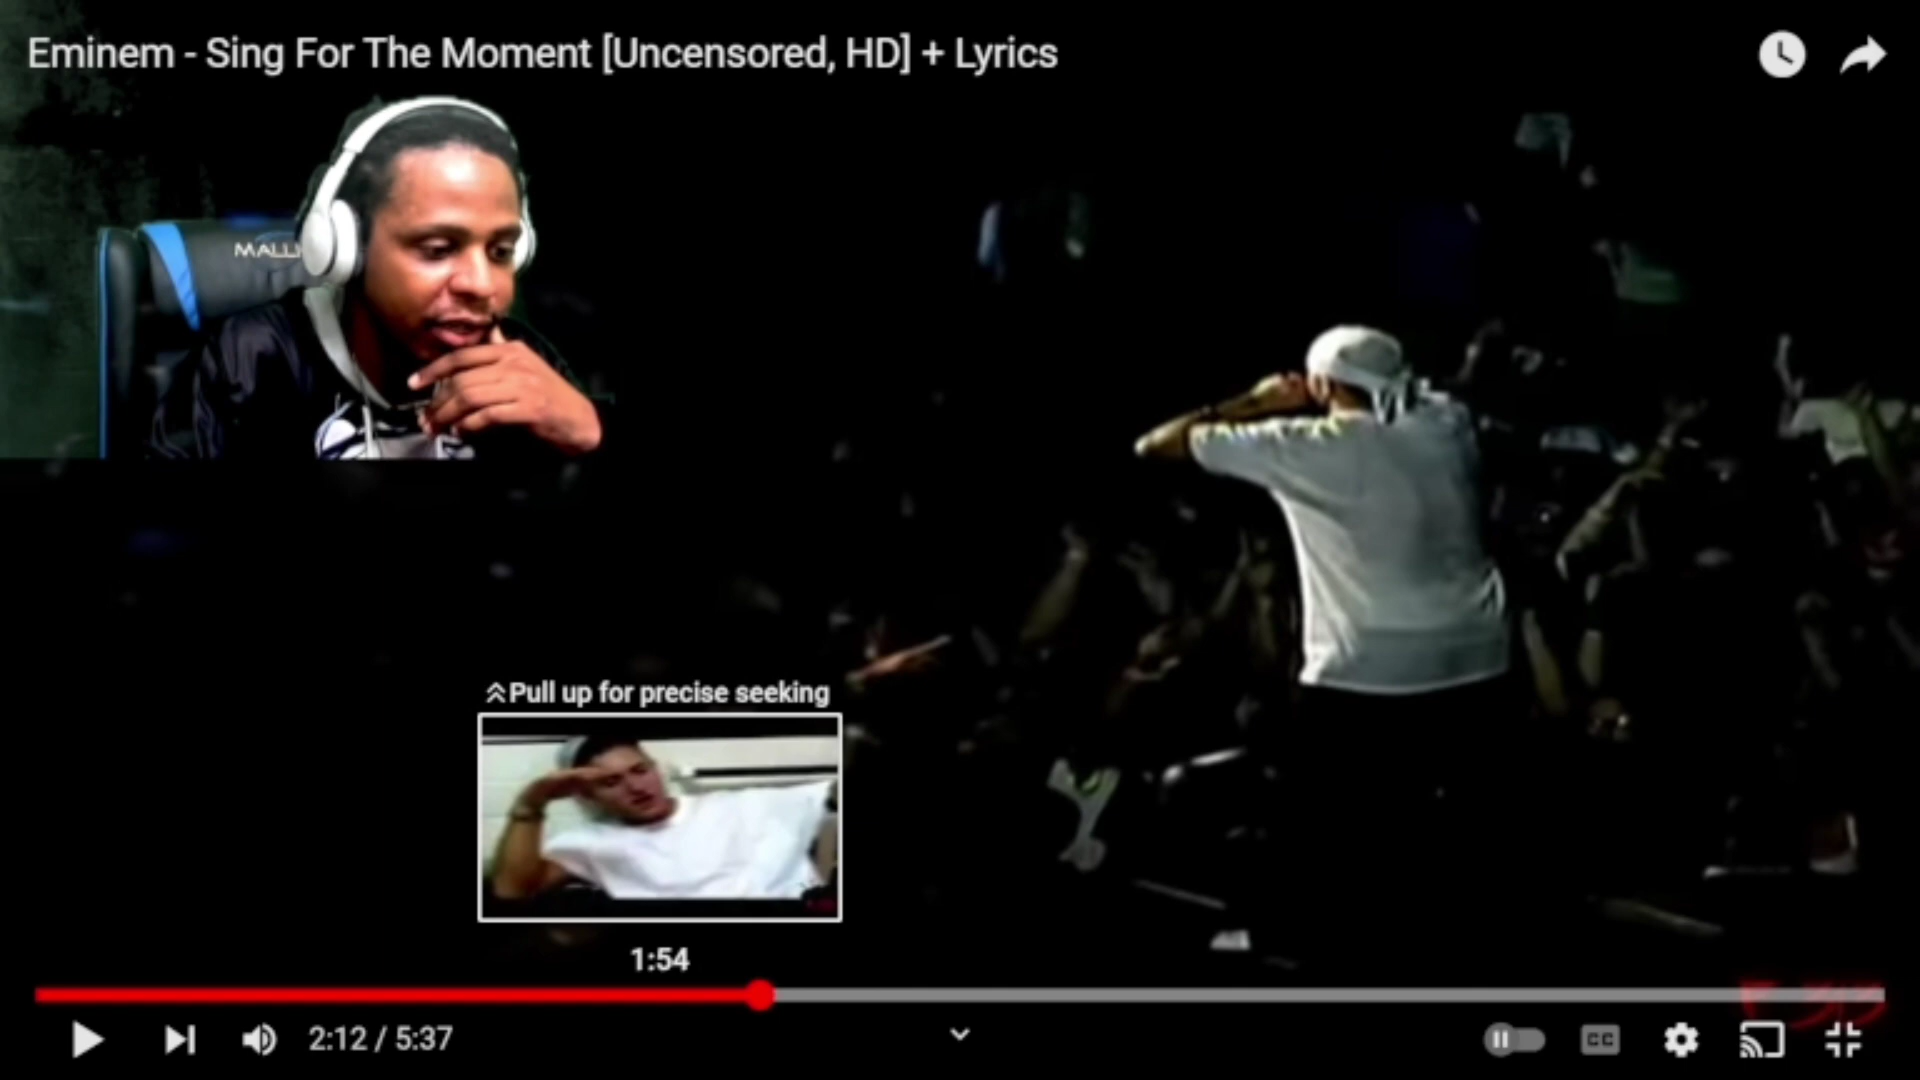 Eminem - Sing For The Moment [Uncensored, HD] + Lyrics
MALL
Pull up for precise seeking
1:54
2:12 / 5:37
CC